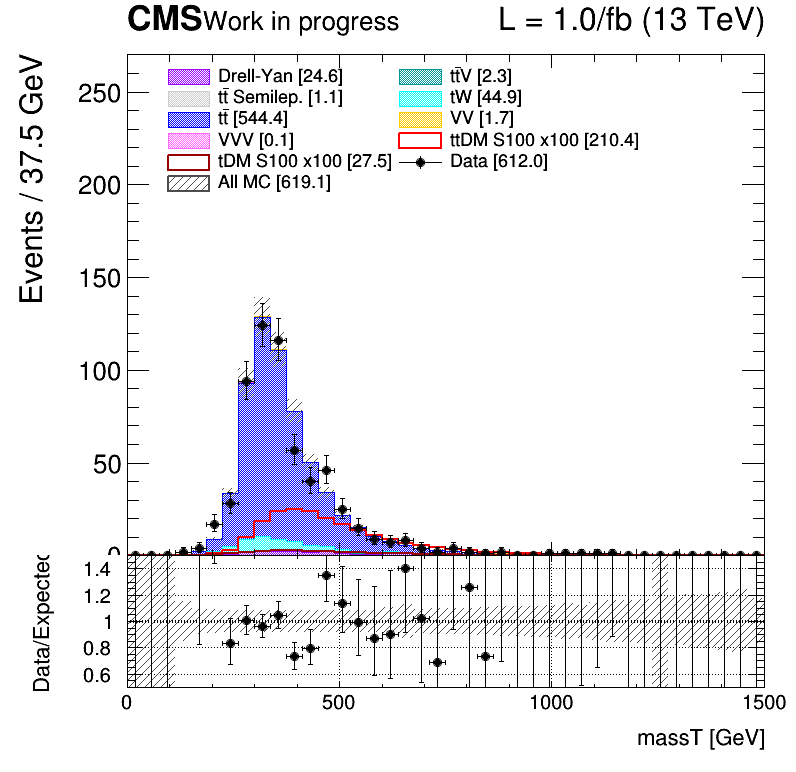 CMS Work in progress L = 1.0/fb (13 TeV)
Events / 37.5 GeV
250
200
150
100
50
0
Drell-Yan [24.6] tt̄V [2.3]
tt̄ Semilep. [1.1] tW [44.9]
tt̄ [544.4] VV [1.7]
VVV [0.1] ttDM S100 x100 [210.4]
tDM S100 x100 [27.5] Data [612.0]
All MC [619.1]
Data/Expected
1.4
1.2
1
0.8
0.6
0 500 1000 1500
massT [GeV]